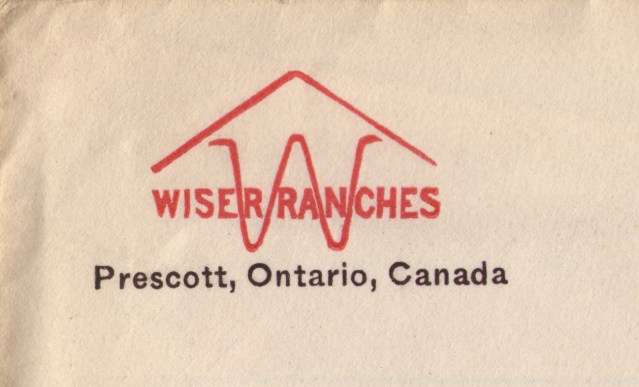 WISER RANCHES
Prescott, Ontario, Canada